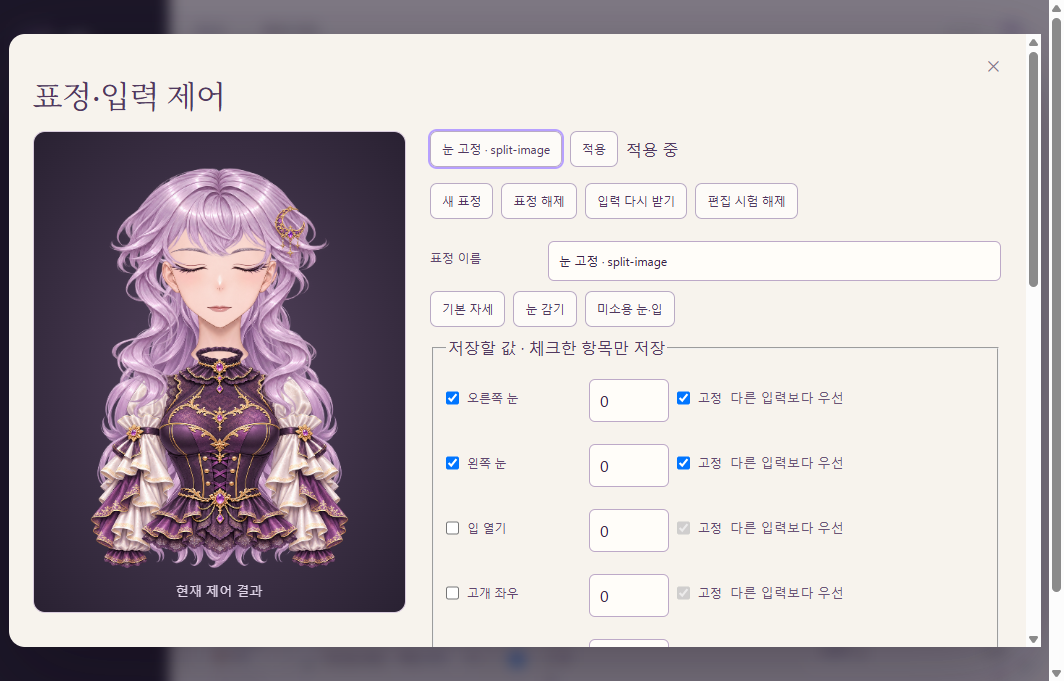 표정·입력 제어
눈 고정 · split-image 적용 적용 중
새 표정 표정 해제 입력 다시 받기 편집 시험 해제
표정 이름 눈 고정 · split-image
기본 자세 눈 감기 미소용 눈·입
저장할 값 · 체크한 항목만 저장
오른쪽 눈 0 고정 다른 입력보다 우선
왼쪽 눈 0 고정 다른 입력보다 우선
입 열기 0 고정 다른 입력보다 우선
고개 좌우 0 고정 다른 입력보다 우선
현재 제어 결과